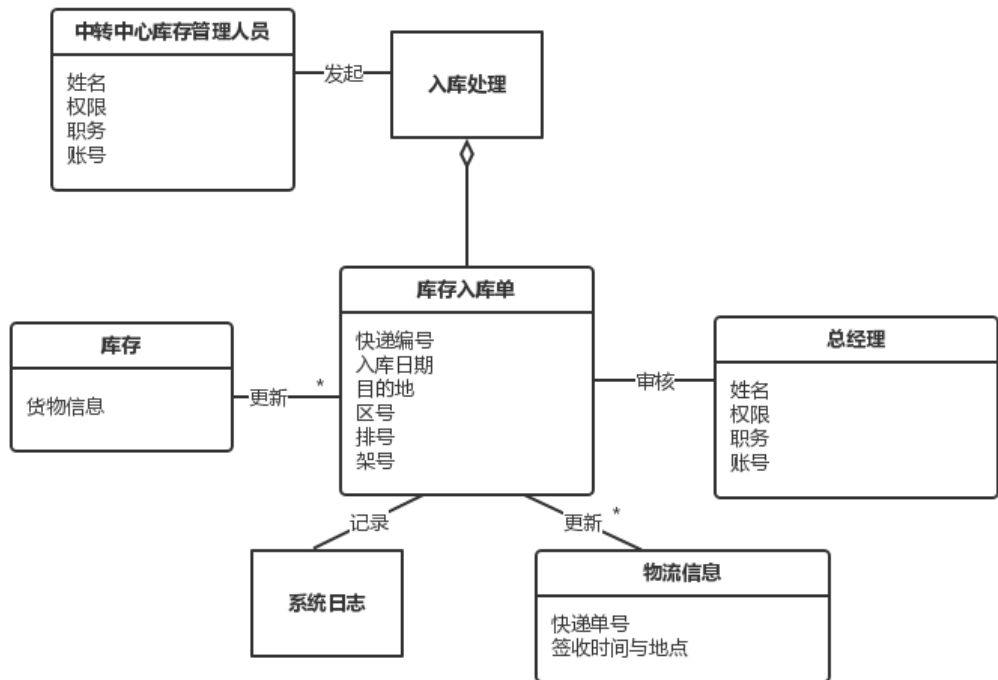 中转中心库存管理人员
姓名
权限
职务
账号
发起
入库处理
库存入库单
快递编号
入库日期
目的地
区号
排号
架号
库存
货物信息
更新
*
审核
总经理
姓名
权限
职务
账号
记录
更新
*
系统日志
物流信息
快递单号
签收时间与地点